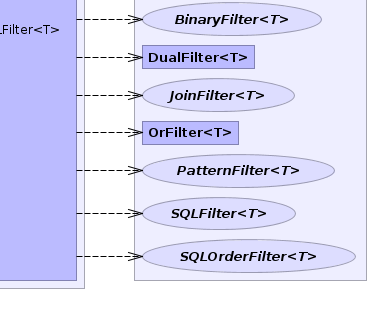 BinaryFilter<T>
Filter<T>
DualFilter<T>
JoinFilter<T>
OrFilter<T>
PatternFilter<T>
SQLFilter<T>
SQLOrderFilter<T>